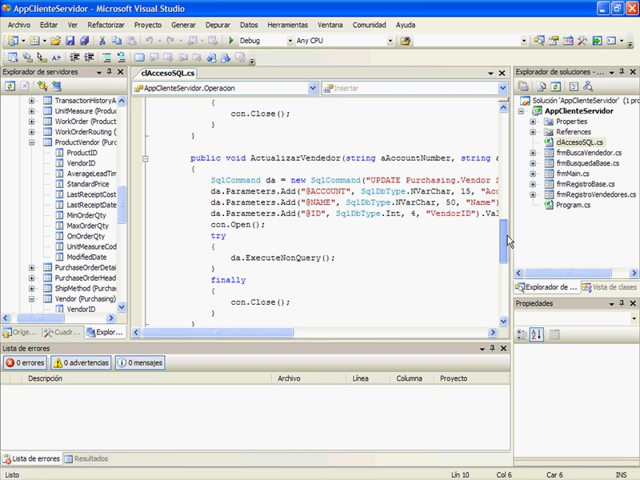 AppClienteServidor - Microsoft Visual Studio
Archivo Editar Ver Refactorizar Proyecto Generar Depurar Datos Herramientas Ventana Comunidad Ayuda
Debug Any CPU
Explorador de servidores
TransactionHistoryA
UnitMeasure (Produc
WorkOrder (Product
WorkOrderRouting (
ProductVendor (Purc
ProductID
VendorID
AverageLeadTime
StandardPrice
LastReceiptCost
LastReceiptDate
MinOrderQty
MaxOrderQty
OnOrderQty
UnitMeasureCode
ModifiedDate
PurchaseOrderDetai
PurchaseOrderHead
ShipMethod (Purcha
Vendor (Purchasing)
VendorID
Oríge... Cuadr... Explor...
clAccesoSQL.cs
AppClienteServidor.Operacion Insertar
{
con.Close();
}
}
public void ActualizarVendedor(string aAccountNumber, string a
{
SqlCommand da = new SqlCommand("UPDATE Purchasing.Vendor S
da.Parameters.Add("@ACCOUNT", SqlDbType.NVarChar, 15, "Acc
da.Parameters.Add("@NAME", SqlDbType.NVarChar, 50, "Name")
da.Parameters.Add("@ID", SqlDbType.Int, 4, "VendorID").Val
con.Open();
try
{
da.ExecuteNonQuery();
}
finally
{
con.Close();
}
}
Explorador de soluciones -
Solución 'AppClienteServidor' (1 pro
AppClienteServidor
Properties
References
clAccesoSQL.cs
frmBuscaVendedor.cs
frmBusquedaBase.cs
frmMain.cs
frmRegistroBase.cs
frmRegistroVendedores.cs
Program.cs
Explorador de ... Vista de clases
Propiedades
Lista de errores
0 errores 0 advertencias 0 mensajes
Descripción Archivo Línea Columna Proyecto
Lista de errores Resultados
Listo Lín 10 Col 6 Car 6 INS